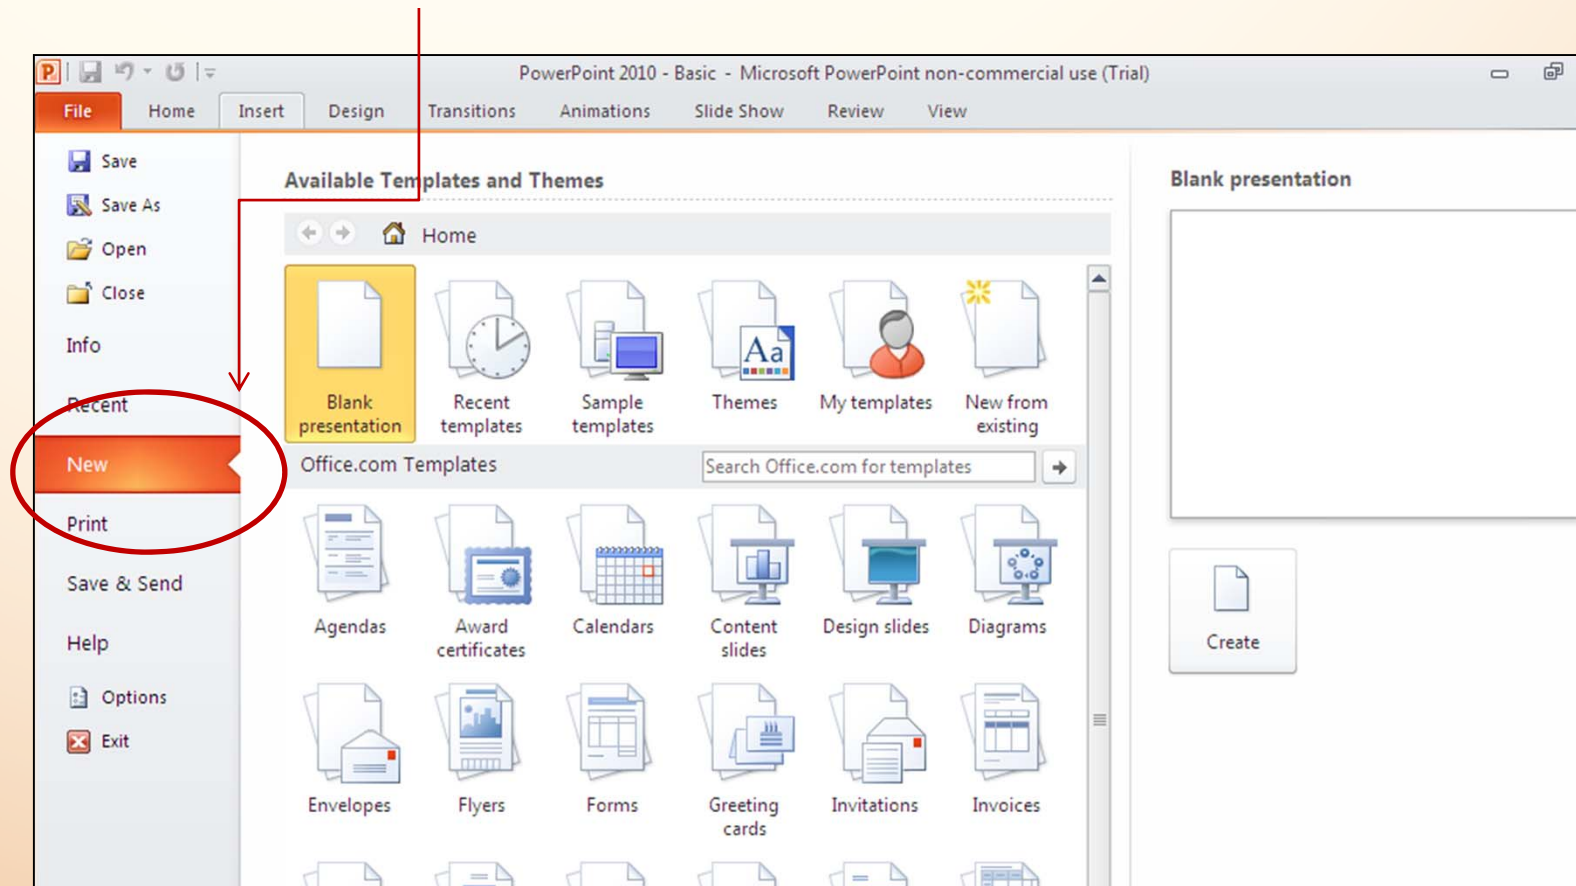 PowerPoint 2010 - Basic - Microsoft PowerPoint non-commercial use (Trial)
File Home Insert Design Transitions Animations Slide Show Review View
Save
Save As
Open
Close
Info
Recent
New
Print
Save & Send
Help
Options
Exit
Available Templates and Themes
Home
Blank presentation
Recent templates
Sample templates
Themes
My templates
New from existing
Office.com Templates
Search Office.com for templates
Agendas
Award certificates
Calendars
Content slides
Design slides
Diagrams
Envelopes
Flyers
Forms
Greeting cards
Invitations
Invoices
Blank presentation
Create